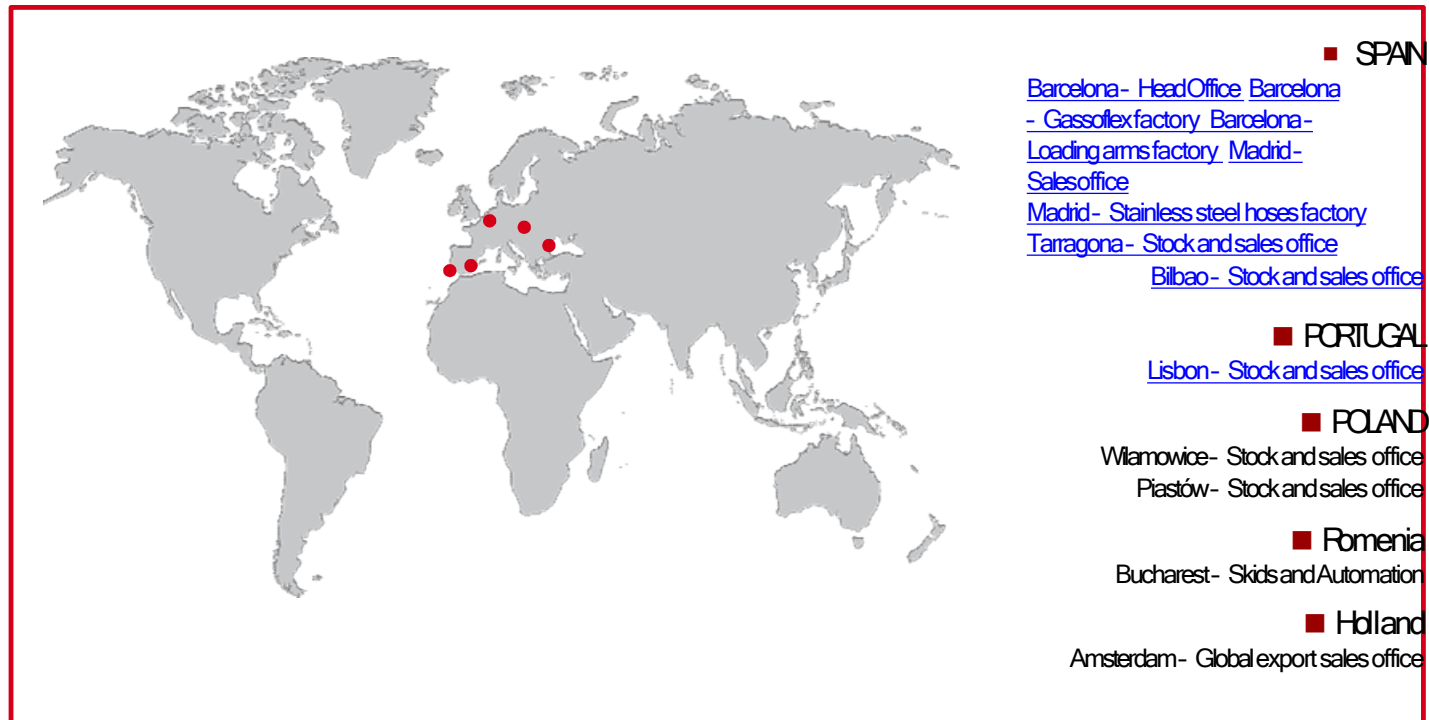 SPAIN
Barcelona - Head Office Barcelona
- Gassoflex factory Barcelona -
Loading arms factory Madrid -
Sales office
Madrid - Stainless steel hoses factory
Tarragona - Stock and sales office
Bilbao - Stock and sales office
PORTUGAL
Lisbon - Stock and sales office
POLAND
Wilamowice - Stock and sales office
Piastów - Stock and sales office
Romenia
Bucharest - Skids and Automation
Holland
Amsterdam - Global export sales office